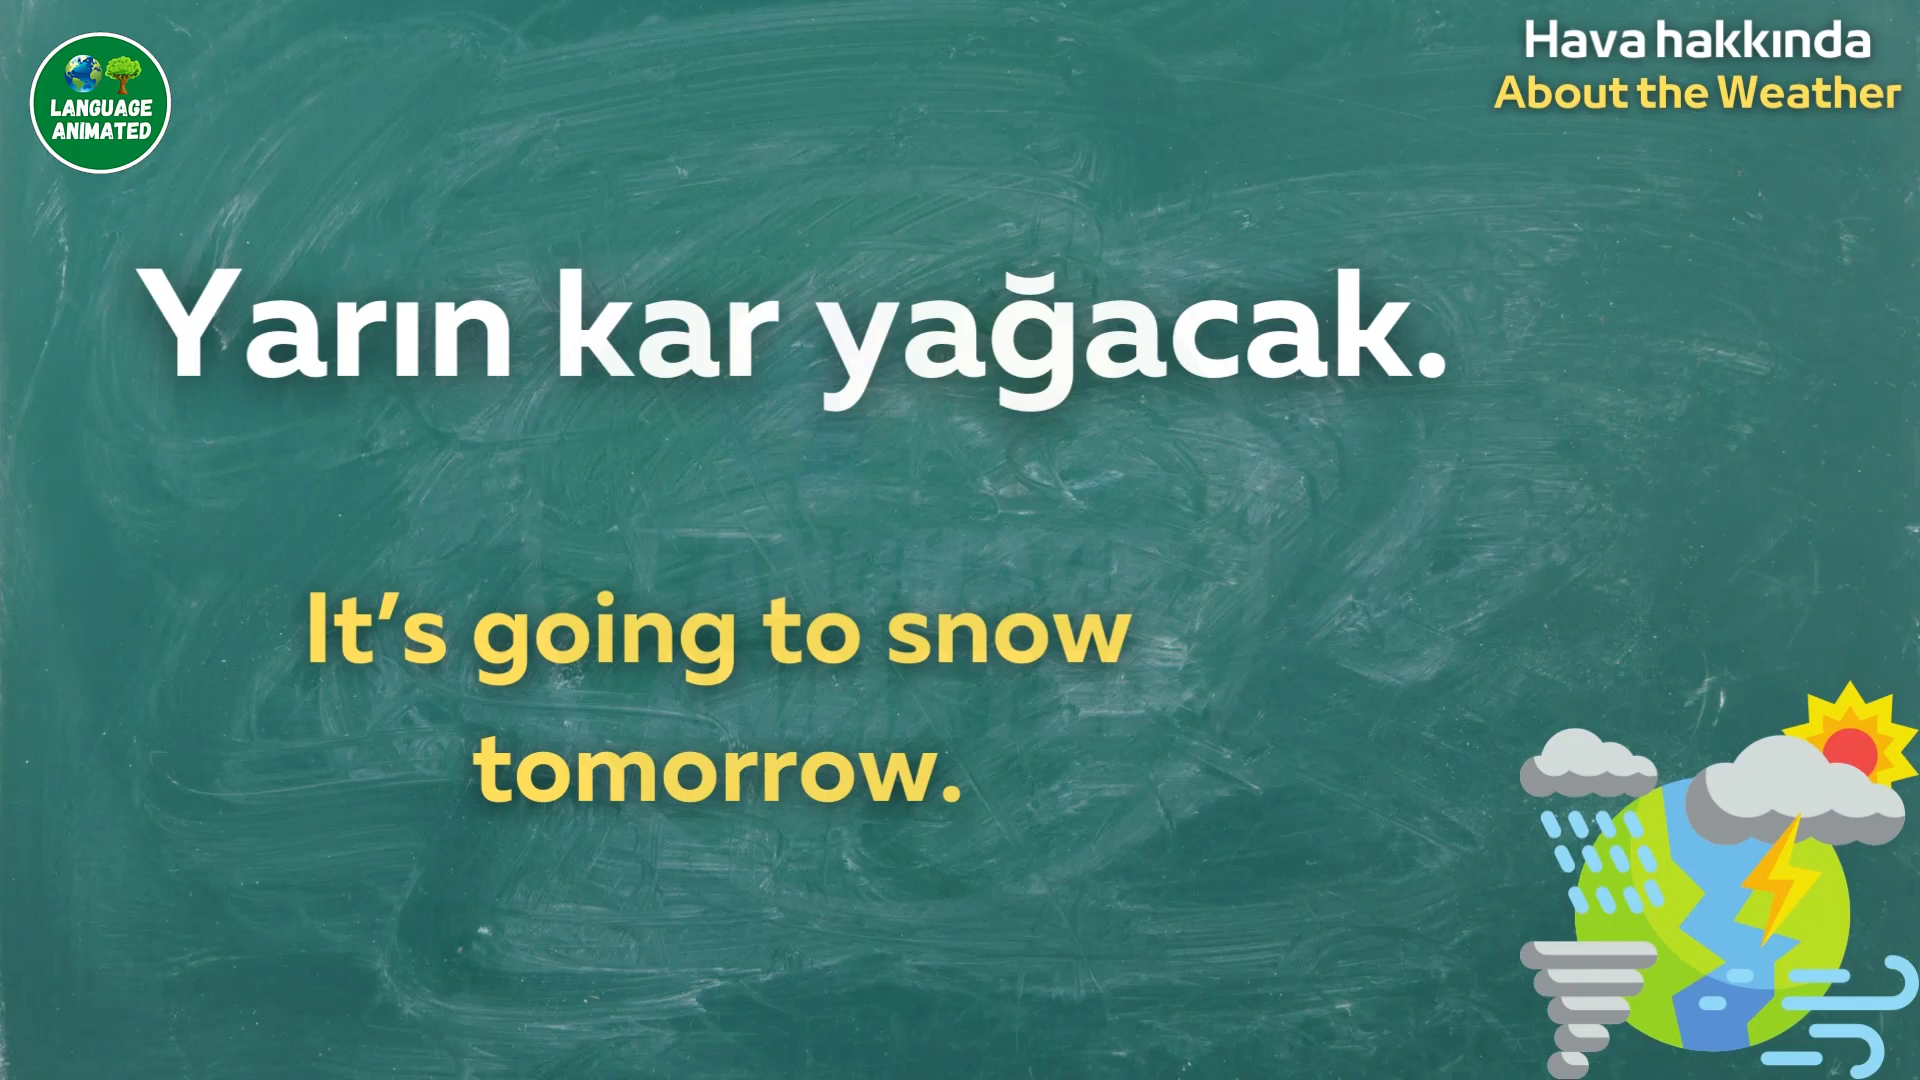 LANGUAGE
ANIMATED
Hava hakkında
About the Weather
Yarın kar yağacak.
It's going to snow
tomorrow.